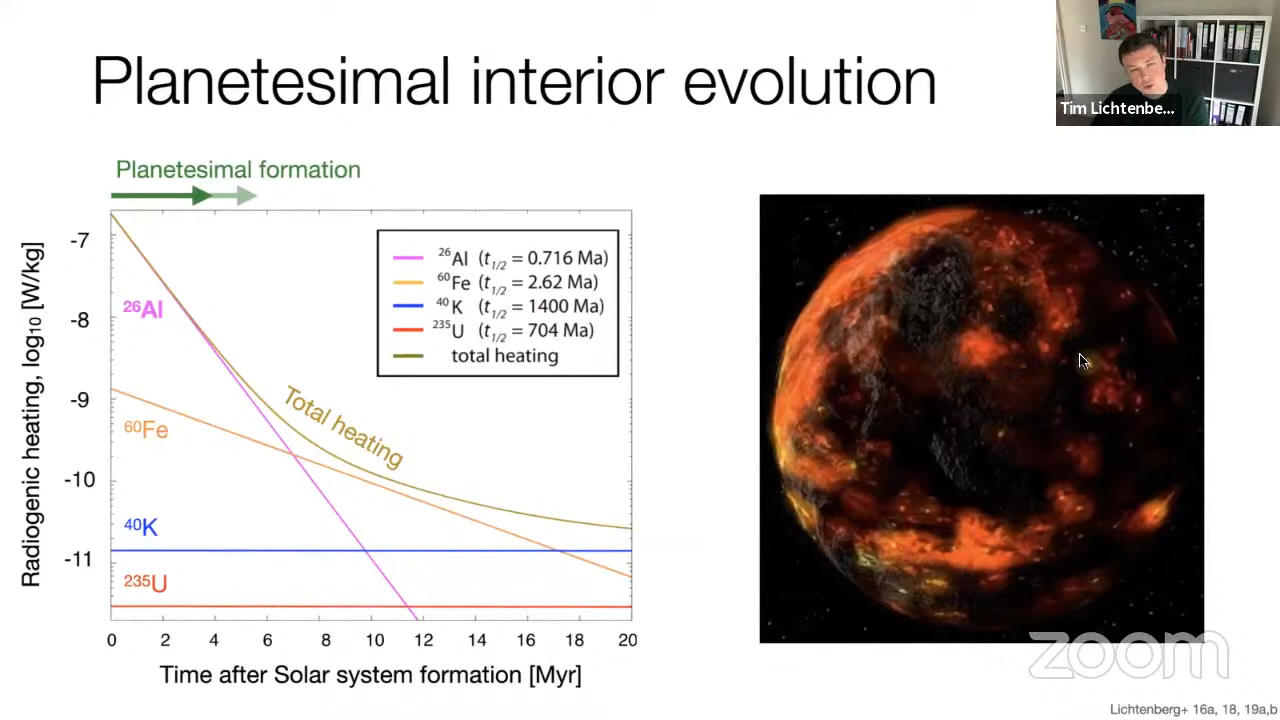 Planetesimal interior evolution
Tim Lichtenbe...
Planetesimal formation
Radiogenic heating, log10 [W/kg]
-7
-8
-9
-10
-11
26Al
60Fe
40K
235U
Total heating
26Al (t1/2 = 0.716 Ma)
60Fe (t1/2 = 2.62 Ma)
40K (t1/2 = 1400 Ma)
235U (t1/2 = 704 Ma)
total heating
0 2 4 6 8 10 12 14 16 18 20
Time after Solar system formation [Myr]
zoom
Lichtenberg+ 16a, 18, 19a,b